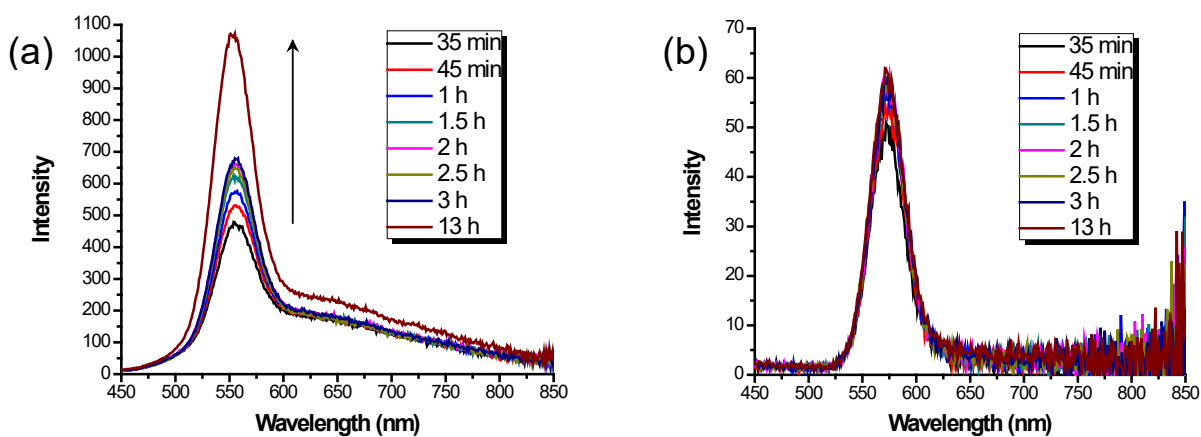 (a)
1100
1000
900
800
700
600
500
400
300
200
100
0
Intensity
450 500 550 600 650 700 750 800 850
Wavelength (nm)
35 min
45 min
1 h
1.5 h
2 h
2.5 h
3 h
13 h
(b)
70
60
50
40
30
20
10
0
Intensity
450 500 550 600 650 700 750 800 850
Wavelength (nm)
35 min
45 min
1 h
1.5 h
2 h
2.5 h
3 h
13 h